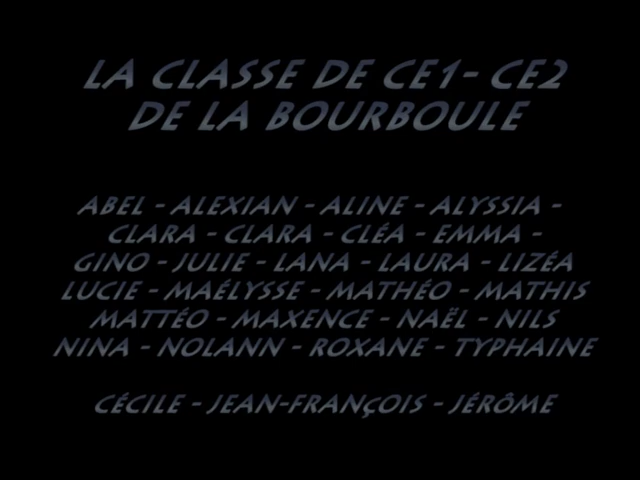 LA CLASSE DE CE1- CE2
DE LA BOURBOULE
ABEL - ALEXIAN - ALINE - ALYSSIA -
CLARA - CLARA - CLÉA - EMMA -
GINO - JULIE - LANA - LAURA - LIZÉA
LUCIE - MAÉLYSSE - MATHÉO - MATHIS
MATTÉO - MAXENCE - NAËL - NILS
NINA - NOLANN - ROXANE - TYPHAINE
CÉCILE - JEAN-FRANÇOIS - JÉRÔME